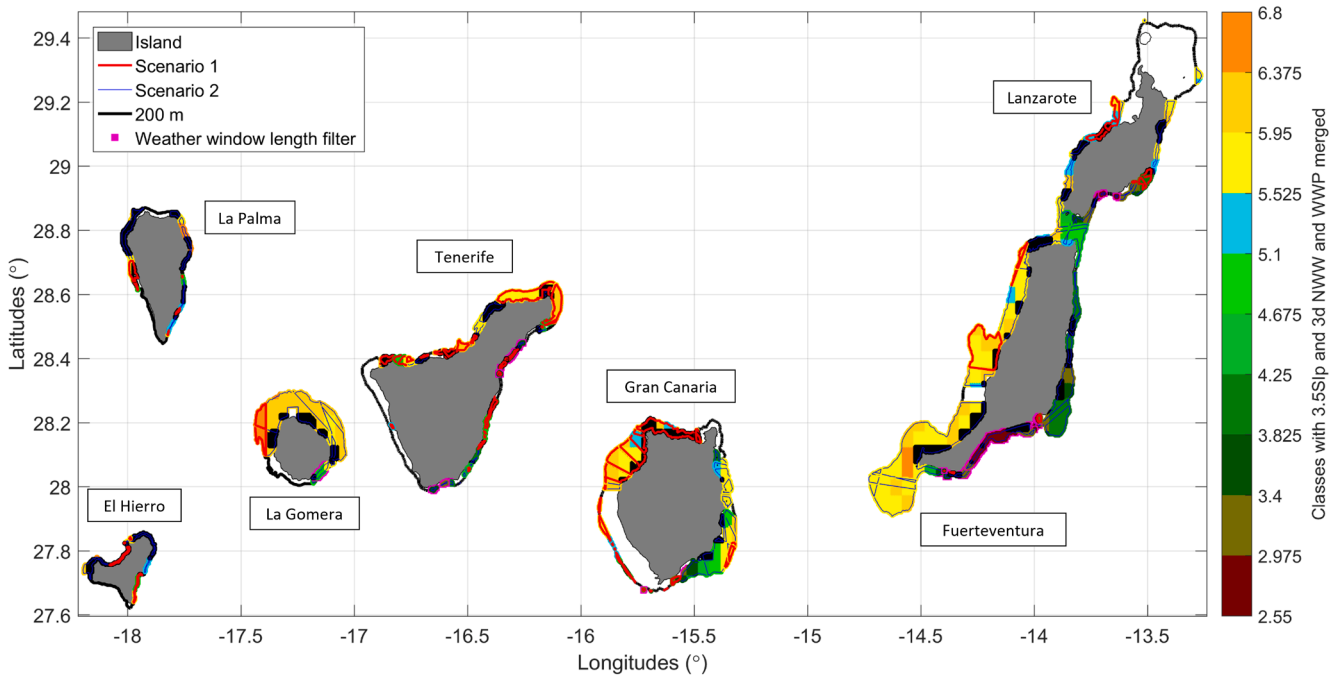 Island
Scenario 1
Scenario 2
200 m
Weather window length filter
Lanzarote
La Palma
Tenerife
Gran Canaria
El Hierro
La Gomera
Fuerteventura
29.4
29.2
29
28.8
28.6
28.4
28.2
28
27.8
27.6
Latitudes (°)
-18
-17.5
-17
-16.5
-16
-15.5
-15
-14.5
-14
-13.5
Longitudes (°)
6.8
6.375
5.95
5.525
5.1
4.675
4.25
3.825
3.4
2.975
2.55
Classes with 3.5Slp and 3d NWW and WWP merged